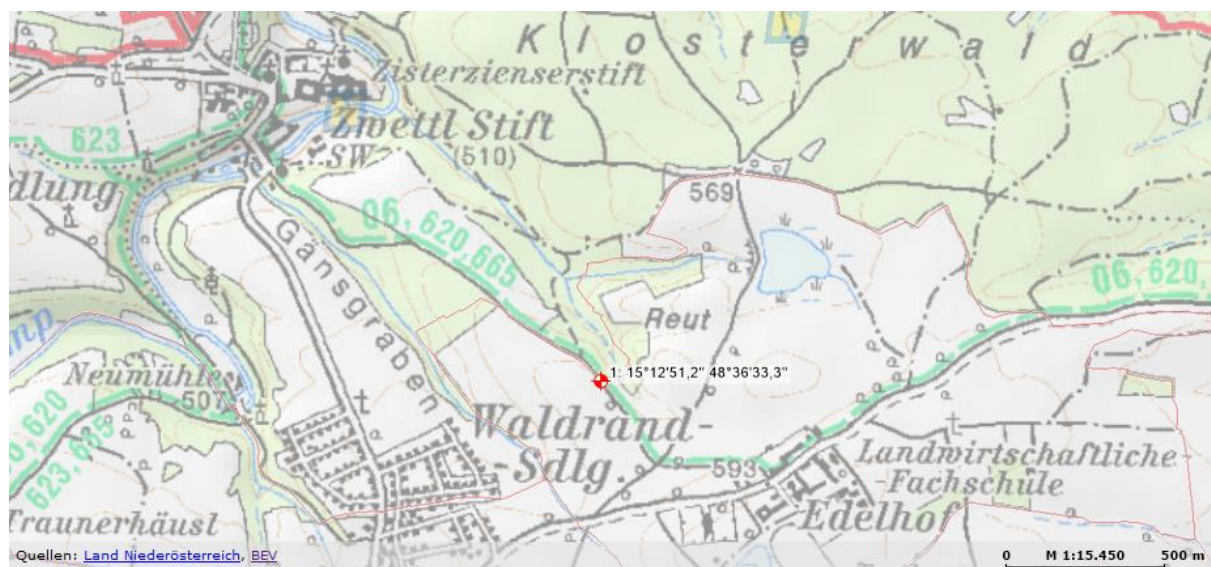 Klosterwald
Zisterzienserstift
Zwettl Stift
SW
(510)
623
dlung
06, 620, 665
569
06, 620,
Gänsgraben
Reut
mp
1: 15°12'51,2" 48°36'33,3"
Neumühle
507
Waldrand-
-Sdlg.
593
Landwirtschaftliche-
-Fachschule
Edelhof
620
623, 665
Traunerhäusl
Quellen: Land Niederösterreich, BEV
0 M 1:15.450 500 m